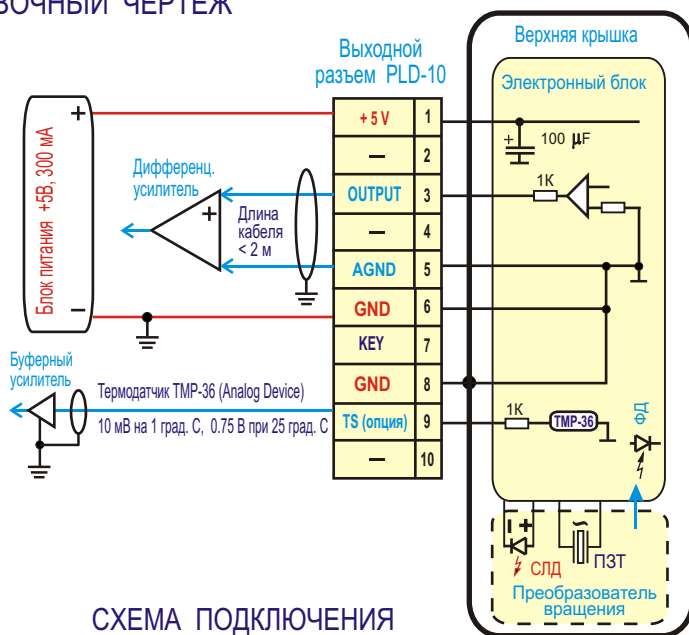 ВОЧНЫЙ ЧЕРТЕЖ
Выходной
разъем PLD-10
Верхняя крышка
Электронный блок
Блок питания +5В, 300 мА
+
−
Дифференц.
усилитель
+
Длина
кабеля
< 2 м
+ 5 V 1
— 2
OUTPUT 3
— 4
AGND 5
GND 6
KEY 7
GND 8
TS (опция) 9
— 10
+
100 µF
1К
Буферный
усилитель
Термодатчик TMP-36 (Analog Device)
10 мВ на 1 град. С, 0.75 В при 25 град. С
1К
TMP-36
ФД
− +
~
СЛД
ПЗТ
Преобразователь
вращения
СХЕМА ПОДКЛЮЧЕНИЯ